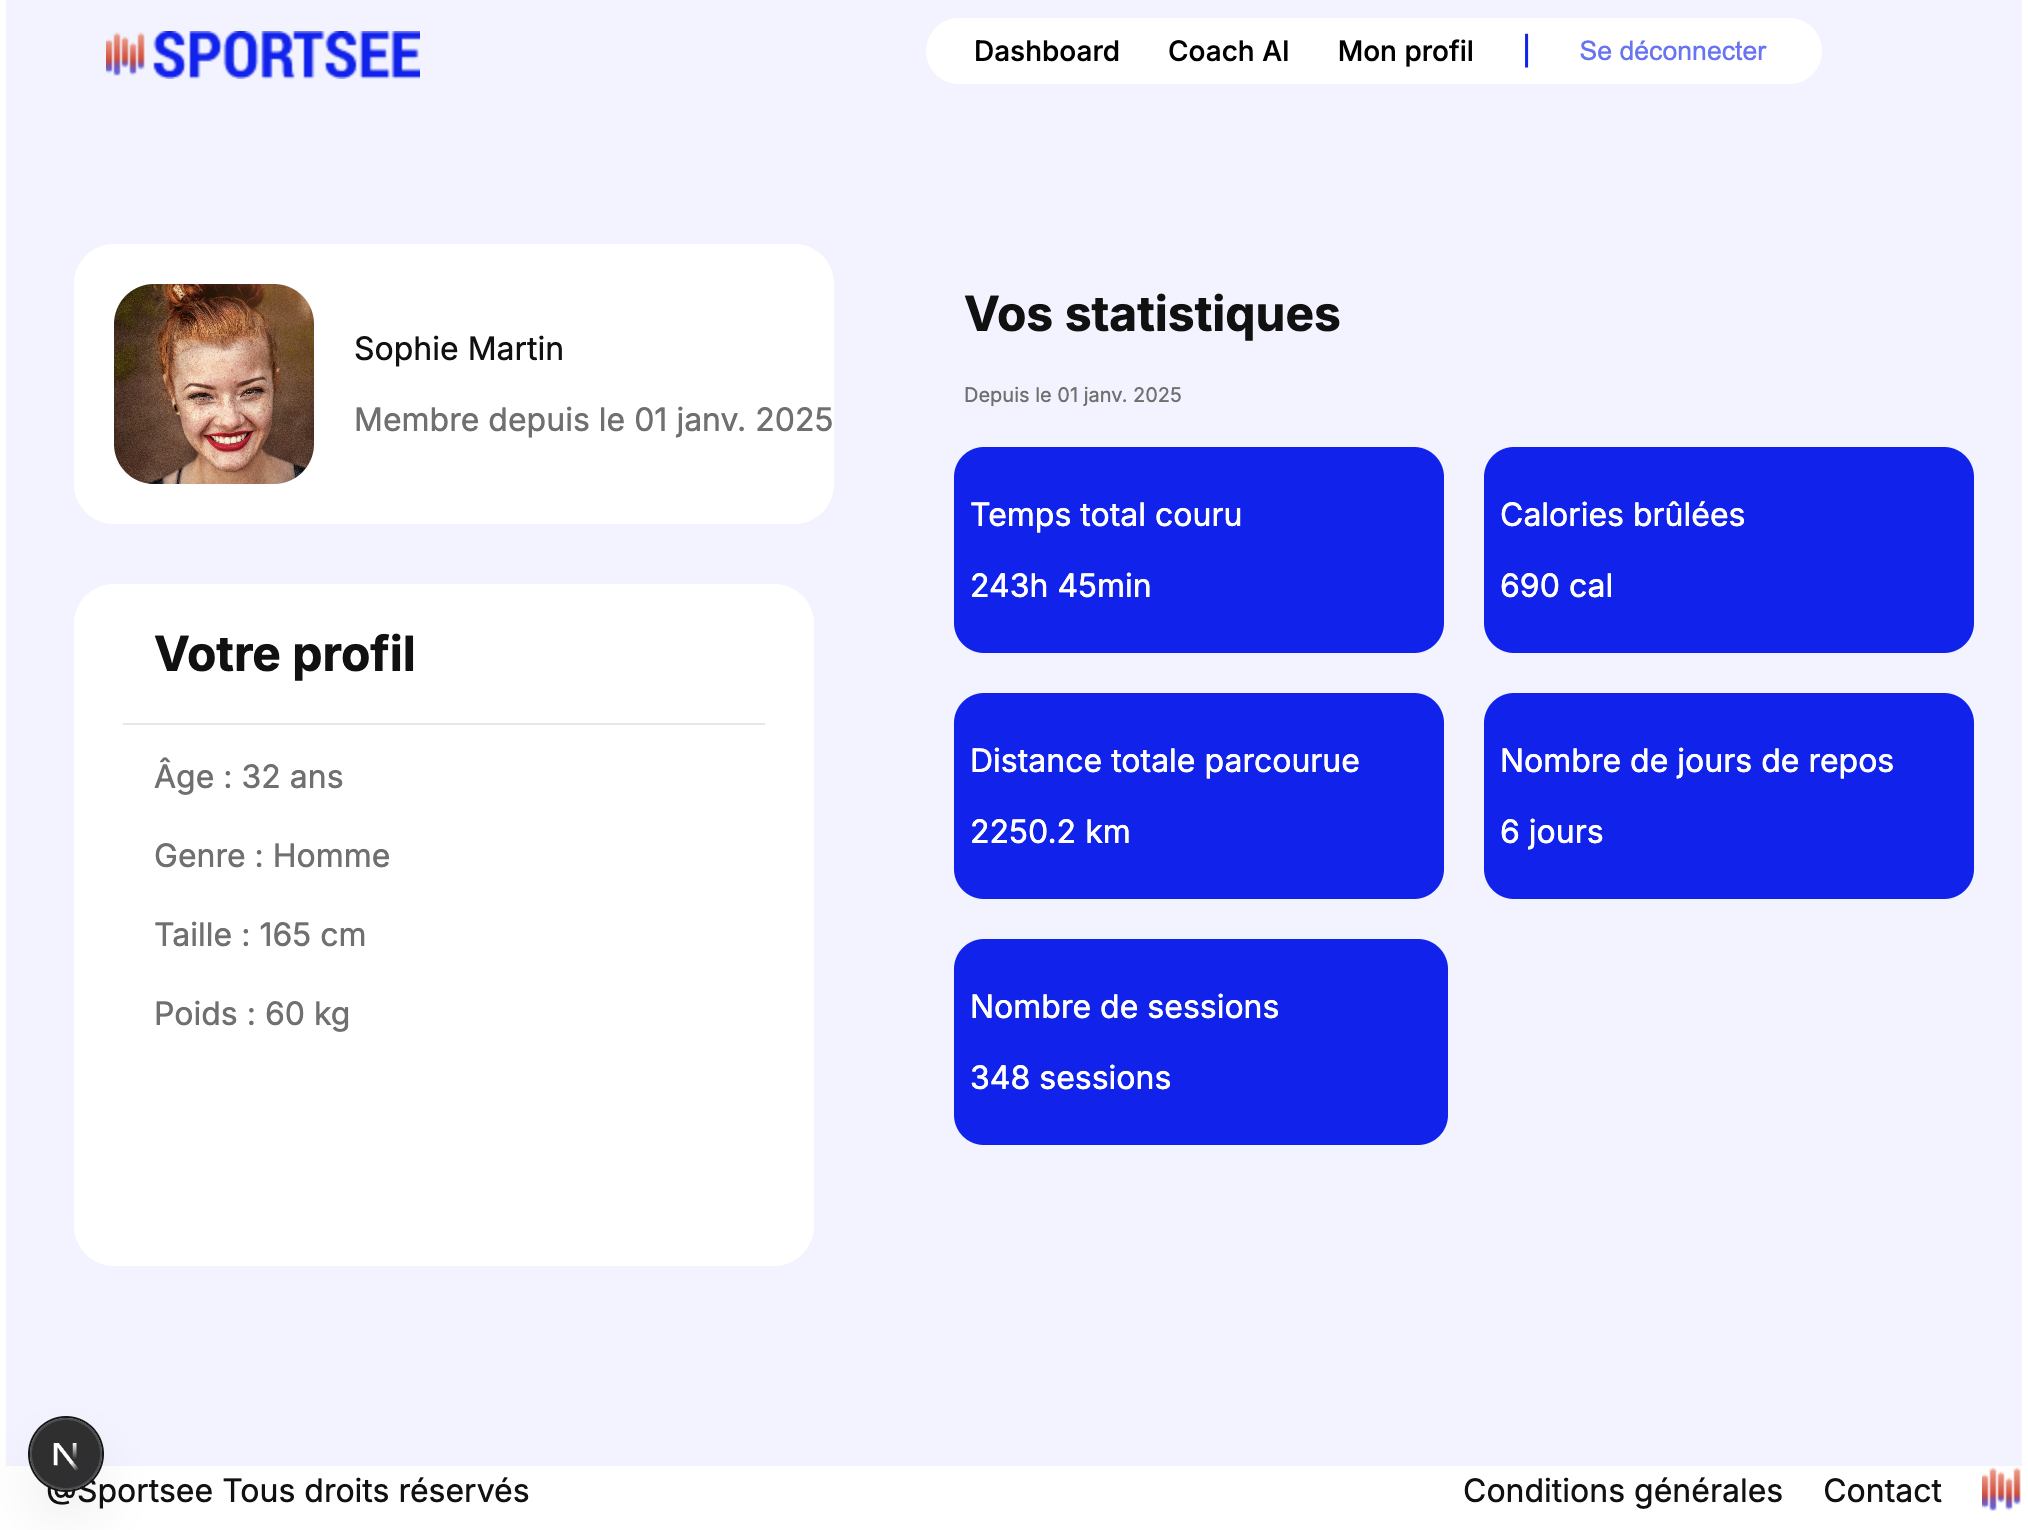 SPORTSEE
Dashboard Coach AI Mon profil Se déconnecter
Sophie Martin
Membre depuis le 01 janv. 2025
Votre profil
Âge : 32 ans
Genre : Homme
Taille : 165 cm
Poids : 60 kg
Vos statistiques
Depuis le 01 janv. 2025
Temps total couru
243h 45min
Calories brûlées
690 cal
Distance totale parcourue
2250.2 km
Nombre de jours de repos
6 jours
Nombre de sessions
348 sessions
N
@Sportsee Tous droits réservés
Conditions générales Contact